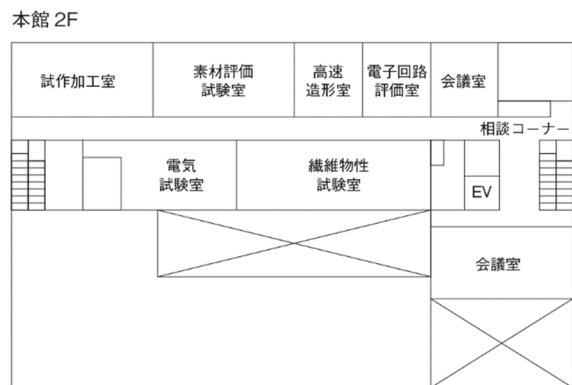 本館 2F
試作加工室
素材評価
試験室
高速
造形室
電子回路
評価室
会議室
相談コーナー
電気
試験室
繊維物性
試験室
EV
会議室